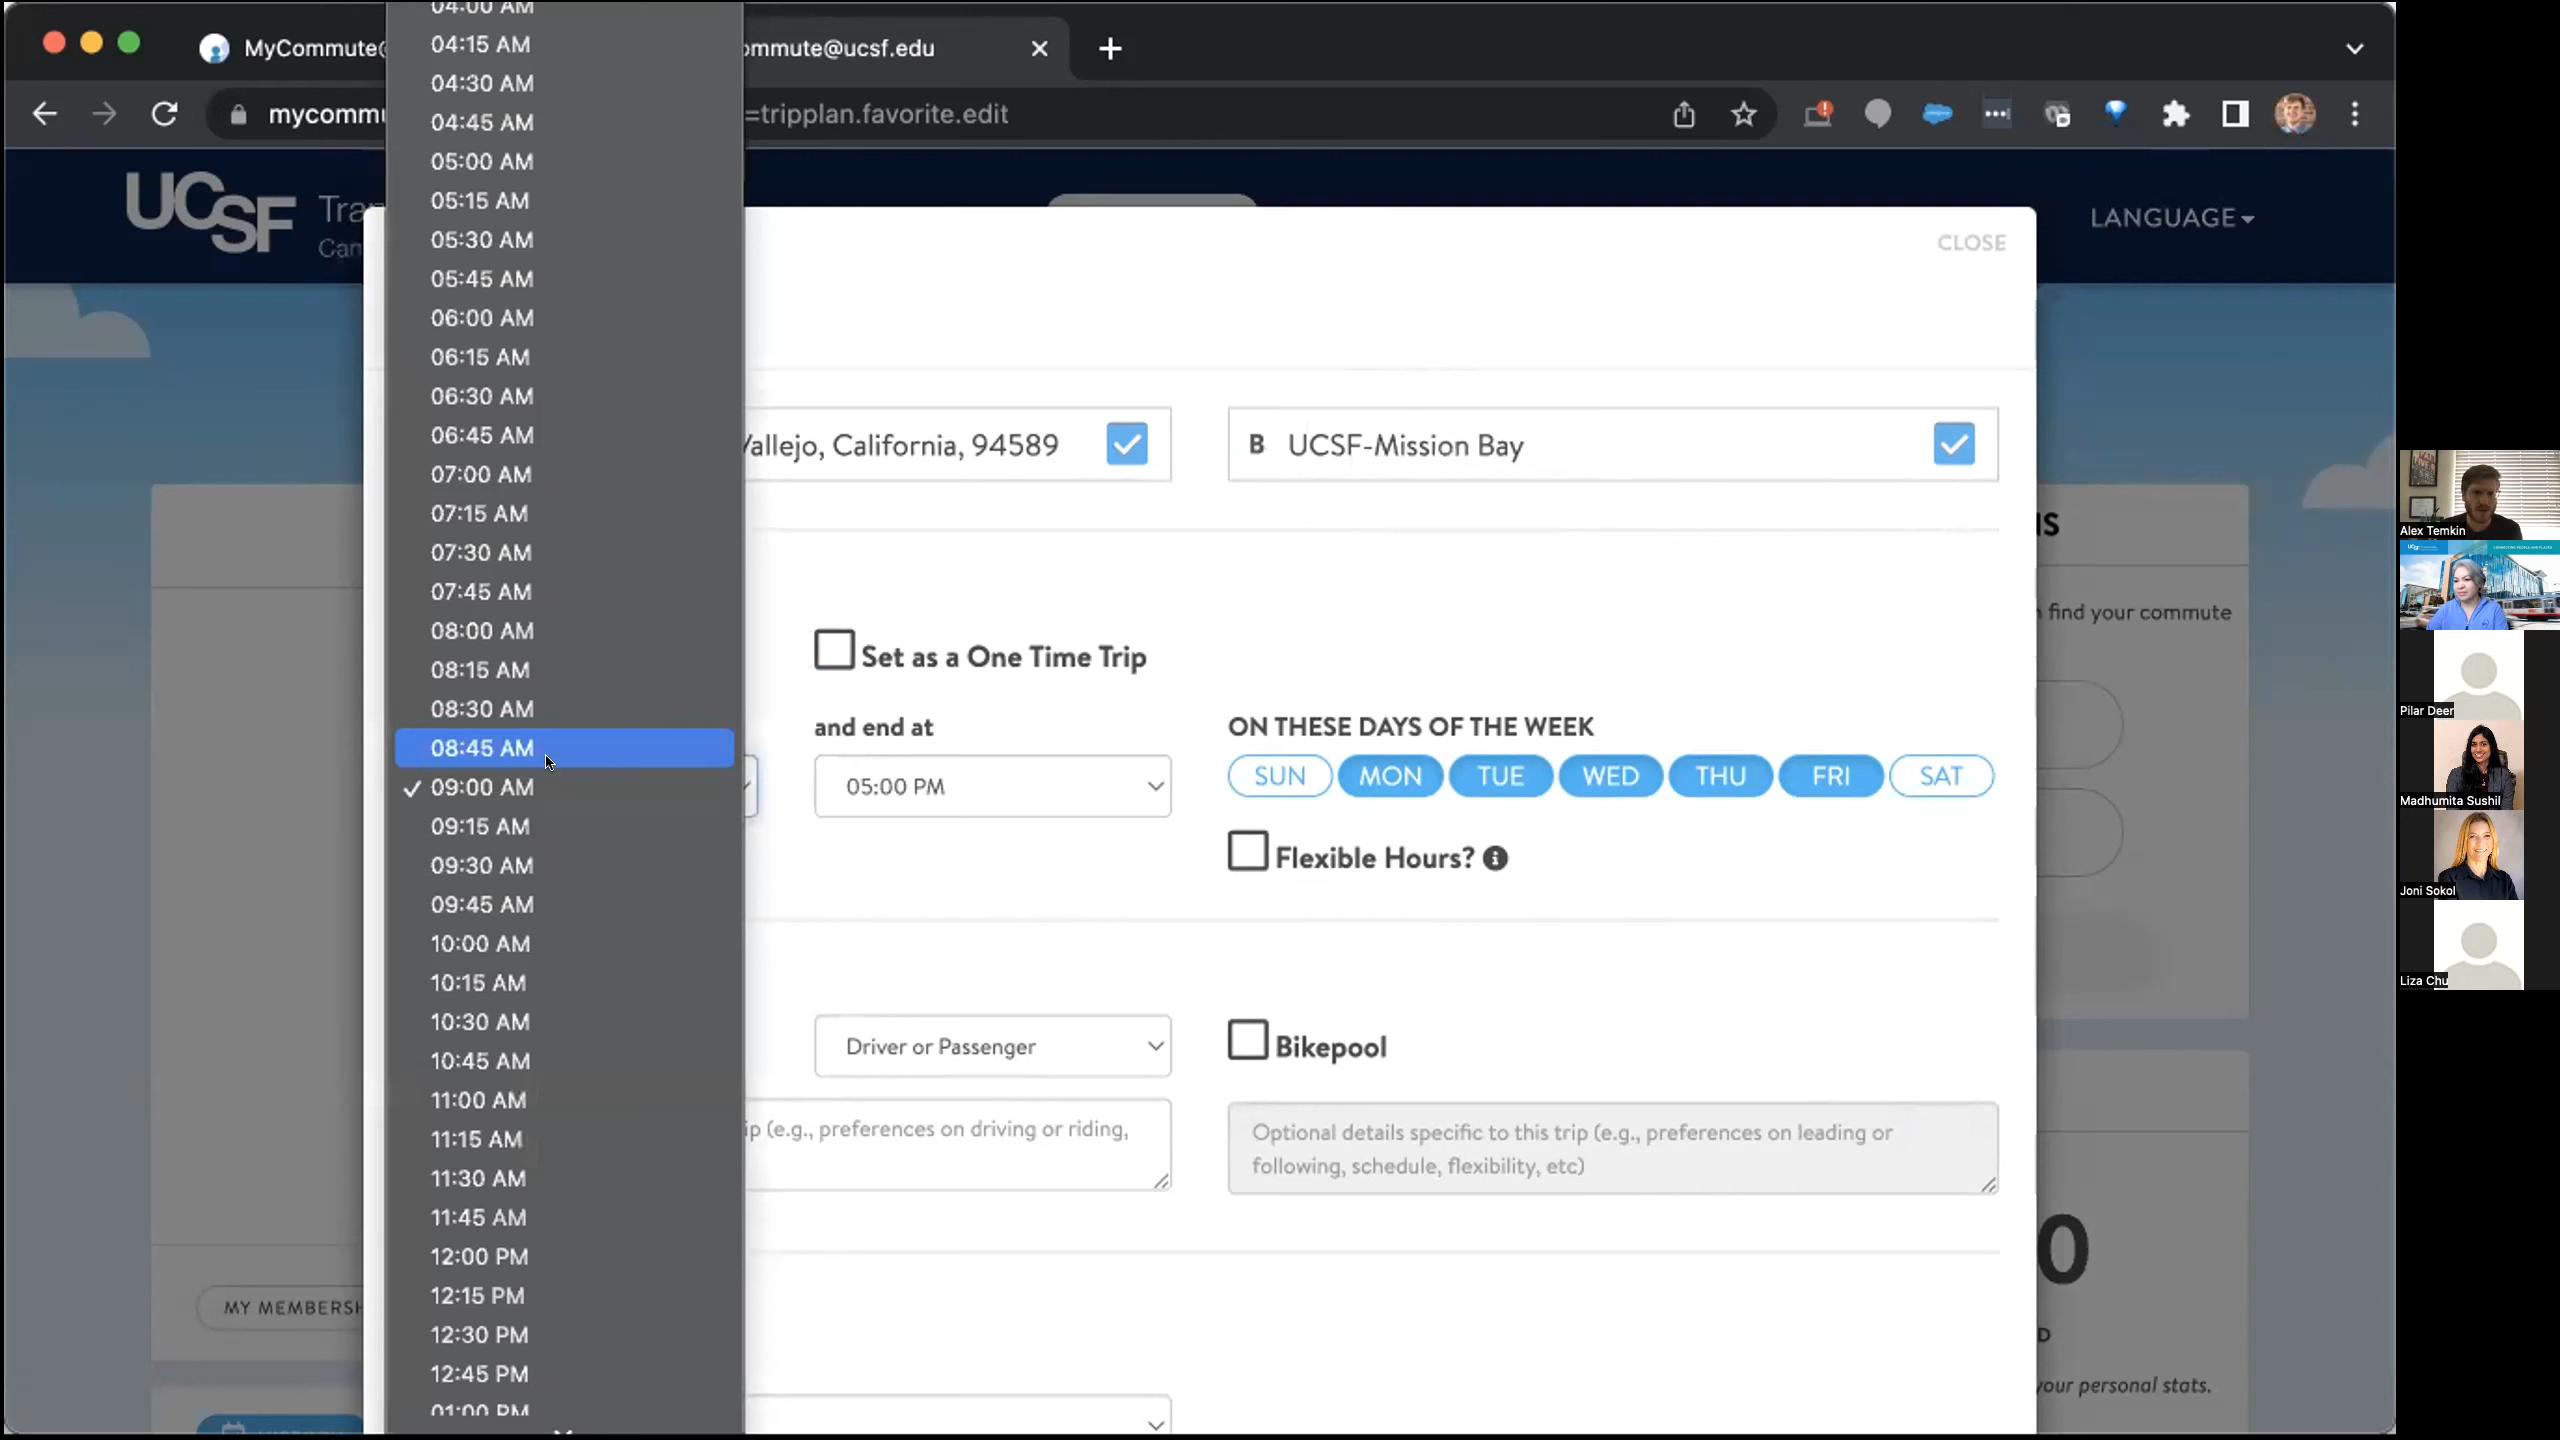 MyCommute@
ommute@ucsf.edu
mycommu
=tripplan.favorite.edit
UCSF
LANGUAGE
CLOSE
04:00 AM
04:15 AM
04:30 AM
04:45 AM
05:00 AM
05:15 AM
05:30 AM
05:45 AM
06:00 AM
06:15 AM
06:30 AM
06:45 AM
07:00 AM
07:15 AM
07:30 AM
07:45 AM
08:00 AM
08:15 AM
08:30 AM
08:45 AM
✓ 09:00 AM
09:15 AM
09:30 AM
09:45 AM
10:00 AM
10:15 AM
10:30 AM
10:45 AM
11:00 AM
11:15 AM
11:30 AM
11:45 AM
12:00 PM
12:15 PM
12:30 PM
12:45 PM
01:00 PM
Vallejo, California, 94589
B UCSF-Mission Bay
Set as a One Time Trip
and end at
05:00 PM
ON THESE DAYS OF THE WEEK
SUN MON TUE WED THU FRI SAT
Flexible Hours?
Driver or Passenger
Bikepool
ip (e.g., preferences on driving or riding,
Optional details specific to this trip (e.g., preferences on leading or
following, schedule, flexibility, etc)
MY MEMBERSH
find your commute
0
D
your personal stats.
Alex Temkin
Pilar Deer
Madhumita Sushil
Joni Sokol
Liza Chu